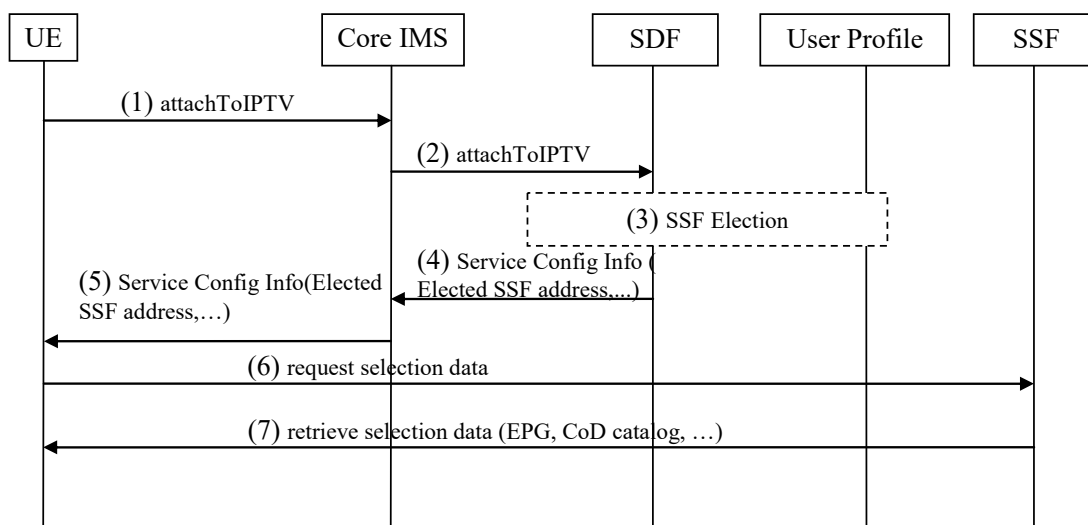 UE
Core IMS
SDF
User Profile
SSF
(1) attachToIPTV
(2) attachToIPTV
(3) SSF Election
(4) Service Config Info (
Elected SSF address,...)
(5) Service Config Info(Elected
SSF address,…)
(6) request selection data
(7) retrieve selection data (EPG, CoD catalog, …)